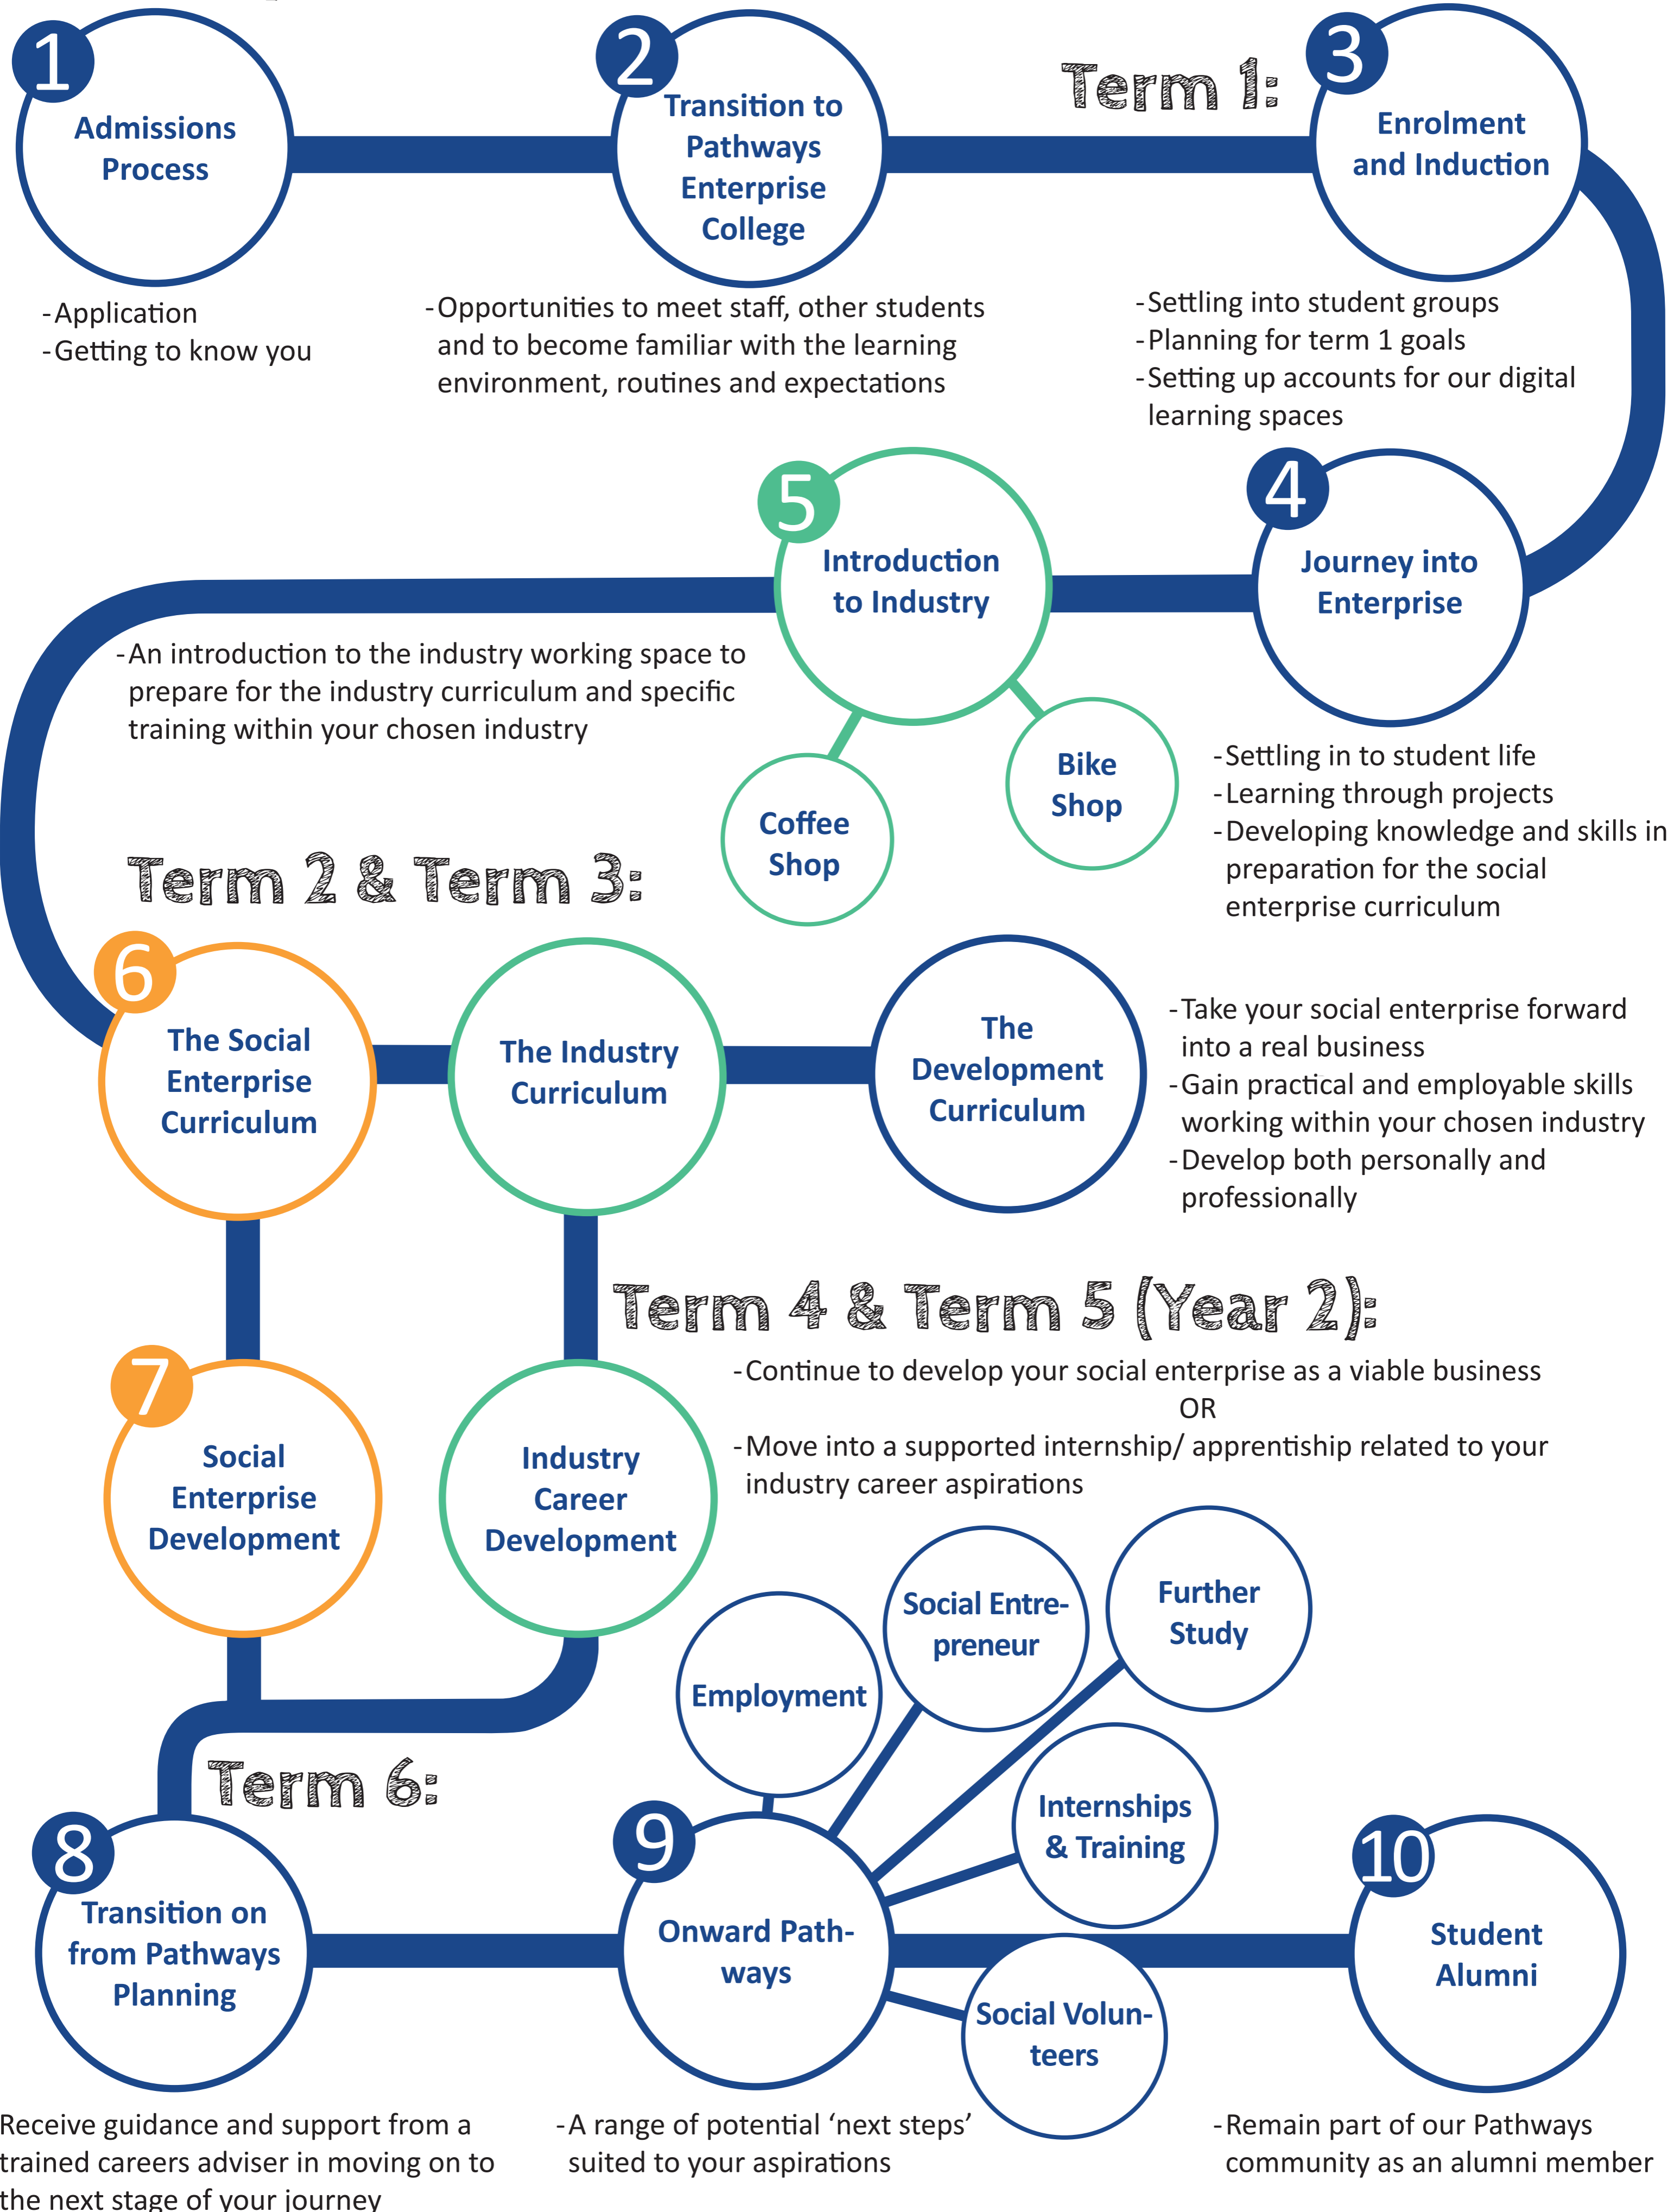 1
Admissions
Process
-Application
-Getting to know you
2
Transition to
Pathways
Enterprise
College
-Opportunities to meet staff, other students
and to become familiar with the learning
environment, routines and expectations
Term 1:
3
Enrolment
and Induction
-Settling into student groups
-Planning for term 1 goals
-Setting up accounts for our digital
learning spaces
4
Journey into
Enterprise
-Settling in to student life
-Learning through projects
-Developing knowledge and skills in
preparation for the social
enterprise curriculum
5
Introduction
to Industry
-An introduction to the industry working space to
prepare for the industry curriculum and specific
training within your chosen industry
Coffee
Shop
Bike
Shop
Term 2 & Term 3:
6
The Social
Enterprise
Curriculum
The Industry
Curriculum
The
Development
Curriculum
-Take your social enterprise forward
into a real business
-Gain practical and employable skills
working within your chosen industry
-Develop both personally and
professionally
Term 4 & Term 5 (Year 2):
-Continue to develop your social enterprise as a viable business
OR
-Move into a supported internship/ apprentiship related to your
industry career aspirations
7
Social
Enterprise
Development
Industry
Career
Development
Term 6:
8
Transition on
from Pathways
Planning
Receive guidance and support from a
trained careers adviser in moving on to
the next stage of your journey
9
Onward Path-
ways
-A range of potential ‘next steps’
suited to your aspirations
Employment
Social Entre-
preneur
Further
Study
Internships
& Training
Social Volun-
teers
10
Student
Alumni
-Remain part of our Pathways
community as an alumni member